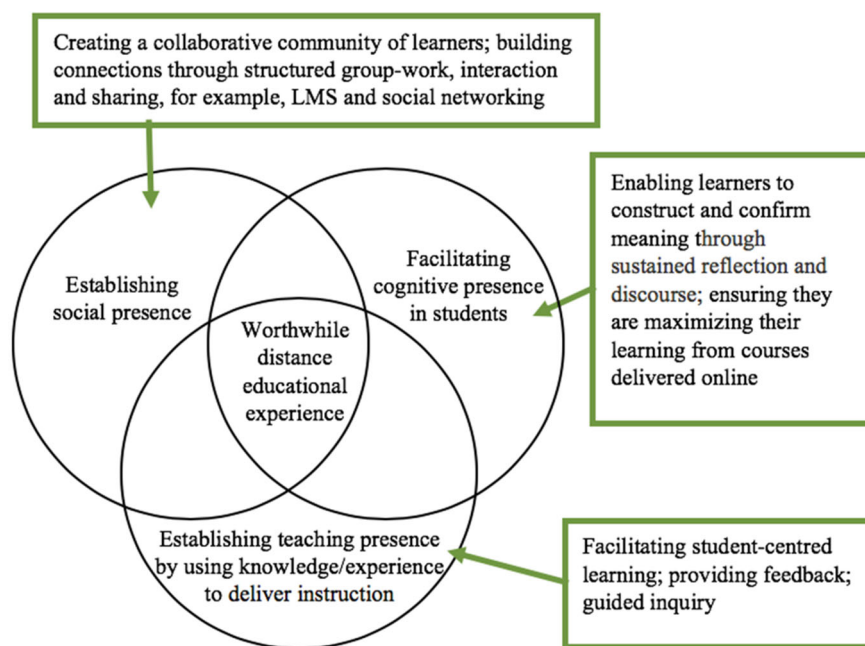 Creating a collaborative community of learners; building
connections through structured group-work, interaction
and sharing, for example, LMS and social networking
Enabling learners to
construct and confirm
meaning through
sustained reflection and
discourse; ensuring they
are maximizing their
learning from courses
delivered online
Establishing
social presence
Facilitating
cognitive presence
in students
Worthwhile
distance
educational
experience
Establishing teaching presence
by using knowledge/experience
to deliver instruction
Facilitating student-centred
learning; providing feedback;
guided inquiry